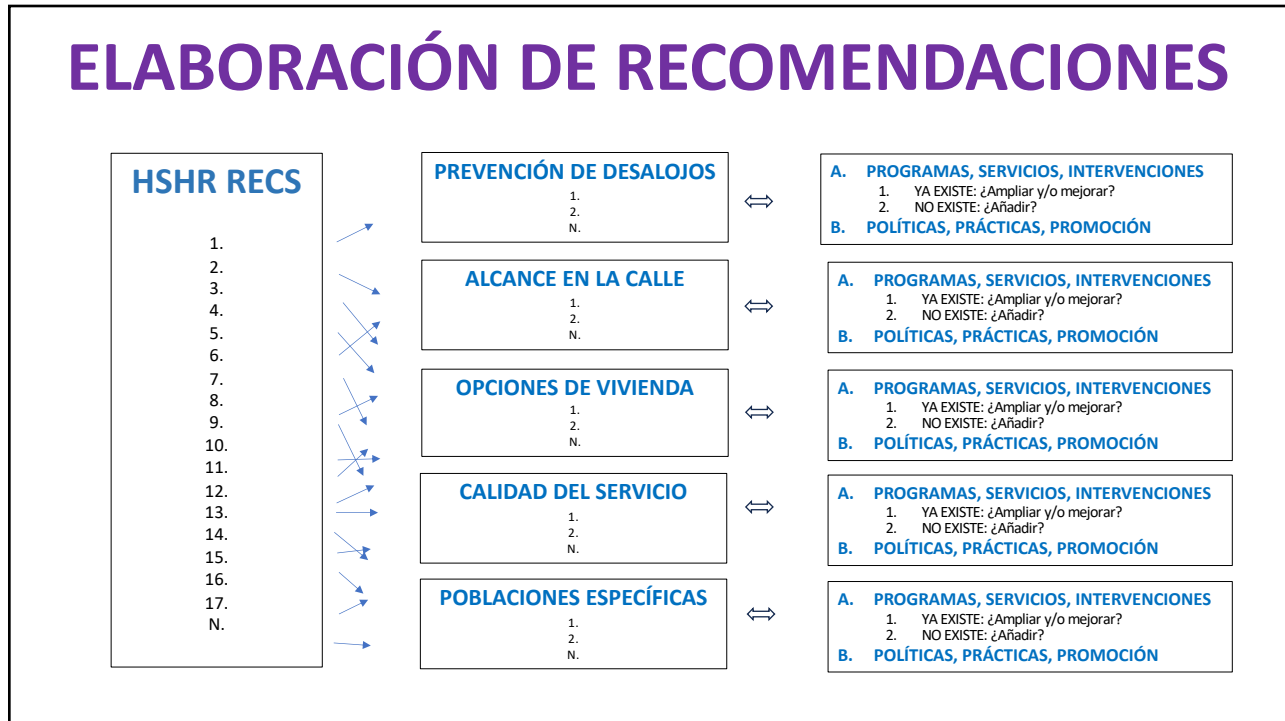 ELABORACIÓN DE RECOMENDACIONES
HSHR RECS
1.
2.
3.
4.
5.
6.
7.
8.
9.
10.
11.
12.
13.
14.
15.
16.
17.
N.
PREVENCIÓN DE DESALOJOS
1.
2.
N.
A. PROGRAMAS, SERVICIOS, INTERVENCIONES
1. YA EXISTE: ¿Ampliar y/o mejorar?
2. NO EXISTE: ¿Añadir?
B. POLÍTICAS, PRÁCTICAS, PROMOCIÓN
ALCANCE EN LA CALLE
1.
2.
N.
A. PROGRAMAS, SERVICIOS, INTERVENCIONES
1. YA EXISTE: ¿Ampliar y/o mejorar?
2. NO EXISTE: ¿Añadir?
B. POLÍTICAS, PRÁCTICAS, PROMOCIÓN
OPCIONES DE VIVIENDA
1.
2.
N.
A. PROGRAMAS, SERVICIOS, INTERVENCIONES
1. YA EXISTE: ¿Ampliar y/o mejorar?
2. NO EXISTE: ¿Añadir?
B. POLÍTICAS, PRÁCTICAS, PROMOCIÓN
CALIDAD DEL SERVICIO
1.
2.
N.
A. PROGRAMAS, SERVICIOS, INTERVENCIONES
1. YA EXISTE: ¿Ampliar y/o mejorar?
2. NO EXISTE: ¿Añadir?
B. POLÍTICAS, PRÁCTICAS, PROMOCIÓN
POBLACIONES ESPECÍFICAS
1.
2.
N.
A. PROGRAMAS, SERVICIOS, INTERVENCIONES
1. YA EXISTE: ¿Ampliar y/o mejorar?
2. NO EXISTE: ¿Añadir?
B. POLÍTICAS, PRÁCTICAS, PROMOCIÓN